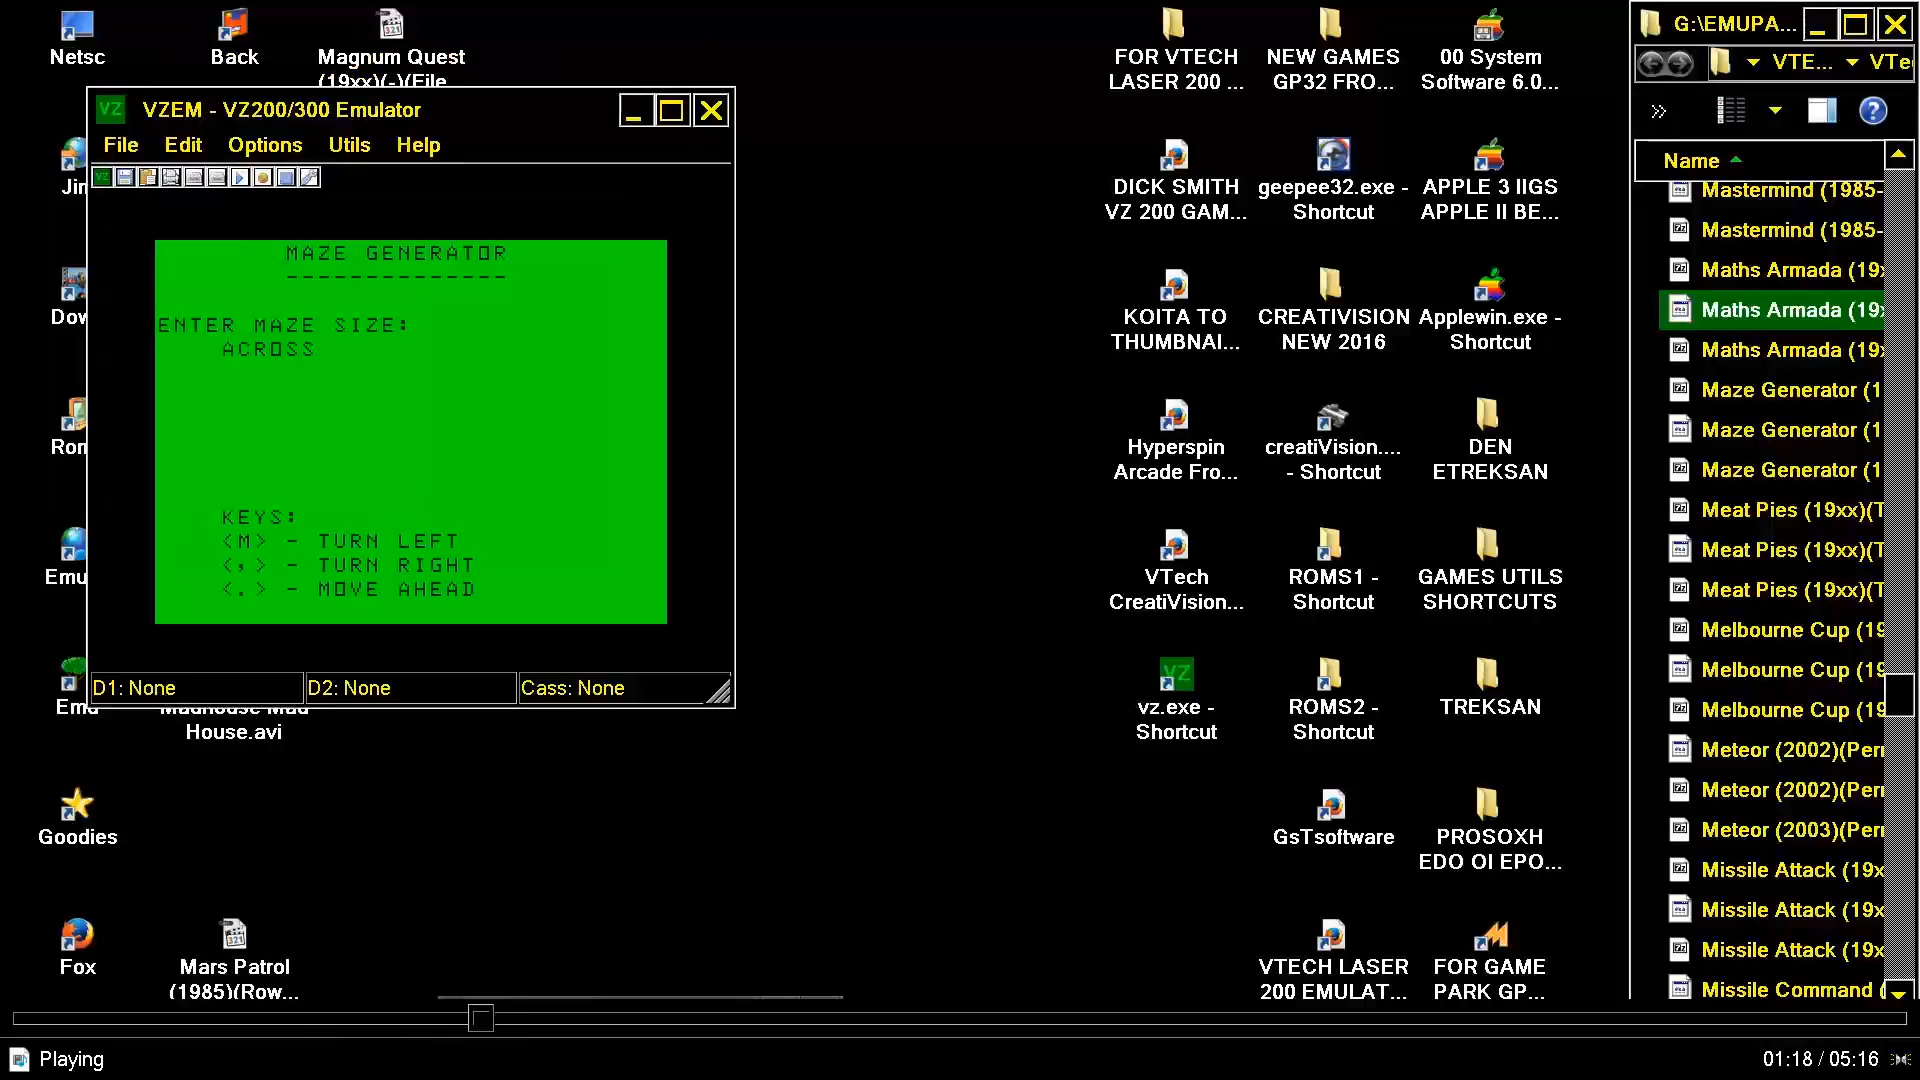 Netsc
Back
Magnum Quest
(19xx)(-)(File
FOR VTECH
LASER 200 ...
NEW GAMES
GP32 FRO...
00 System
Software 6.0...
G:\EMUPA...
VTE...
VZEM - VZ200/300 Emulator
File Edit Options Utils Help
MAZE GENERATOR
--------------
ENTER MAZE SIZE:
ACROSS
KEYS:
<M> - TURN LEFT
<,> - TURN RIGHT
<.> - MOVE AHEAD
D1: None
D2: None
Cass: None
House.avi
Goodies
Fox
Mars Patrol
(1985)(Row...
DICK SMITH
VZ 200 GAM...
geepee32.exe -
Shortcut
APPLE 3 IIGS
APPLE II BE...
KOITA TO
THUMBNAI...
CREATIVISION
NEW 2016
Applewin.exe -
Shortcut
Hyperspin
Arcade Fro...
creatiVision....
- Shortcut
DEN
ETREKSAN
VTech
CreatiVision...
ROMS1 -
Shortcut
GAMES UTILS
SHORTCUTS
vz.exe -
Shortcut
ROMS2 -
Shortcut
TREKSAN
GsTsoftware
PROSOXH
EDO OI EPO...
VTECH LASER
200 EMULAT...
FOR GAME
PARK GP...
Name
Mastermind (1985-
Mastermind (1985-
Maths Armada (19x
Maths Armada (19x
Maths Armada (19x
Maze Generator (1
Maze Generator (1
Maze Generator (1
Meat Pies (19xx)(T
Meat Pies (19xx)(T
Meat Pies (19xx)(T
Melbourne Cup (19
Melbourne Cup (19
Melbourne Cup (19
Meteor (2002)(Perr
Meteor (2002)(Perr
Meteor (2003)(Perr
Missile Attack (19x
Missile Attack (19x
Missile Attack (19x
Missile Command (
Playing
01:18 / 05:16